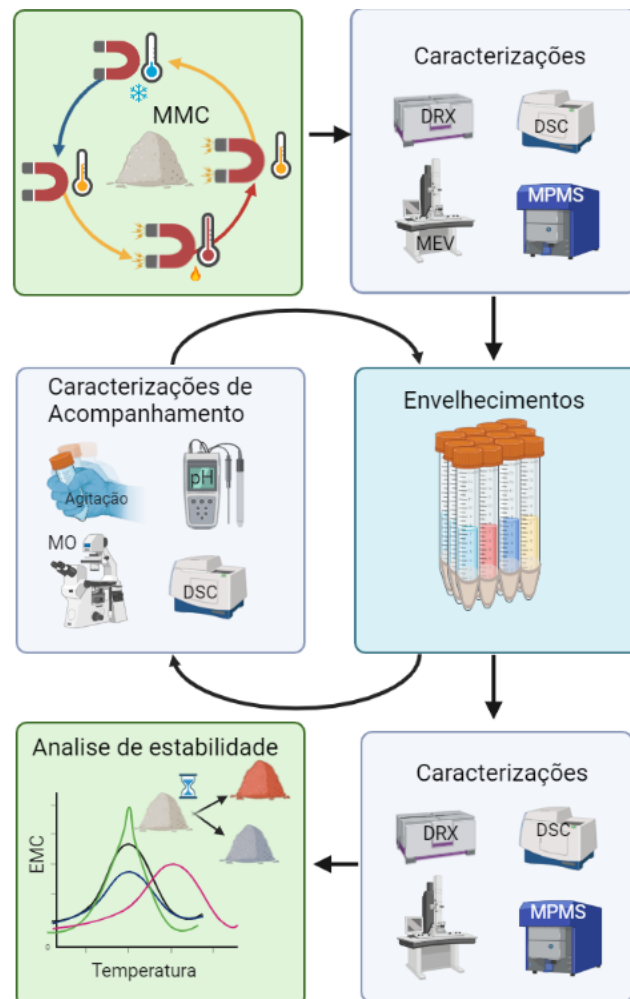 MMC
Caracterizações
DRX
DSC
MEV
MPMS
Caracterizações de
Acompanhamento
Agitação
pH
MO
DSC
Envelhecimentos
Analise de estabilidade
EMC
0
Temperatura
Caracterizações
DRX
DSC
MPMS